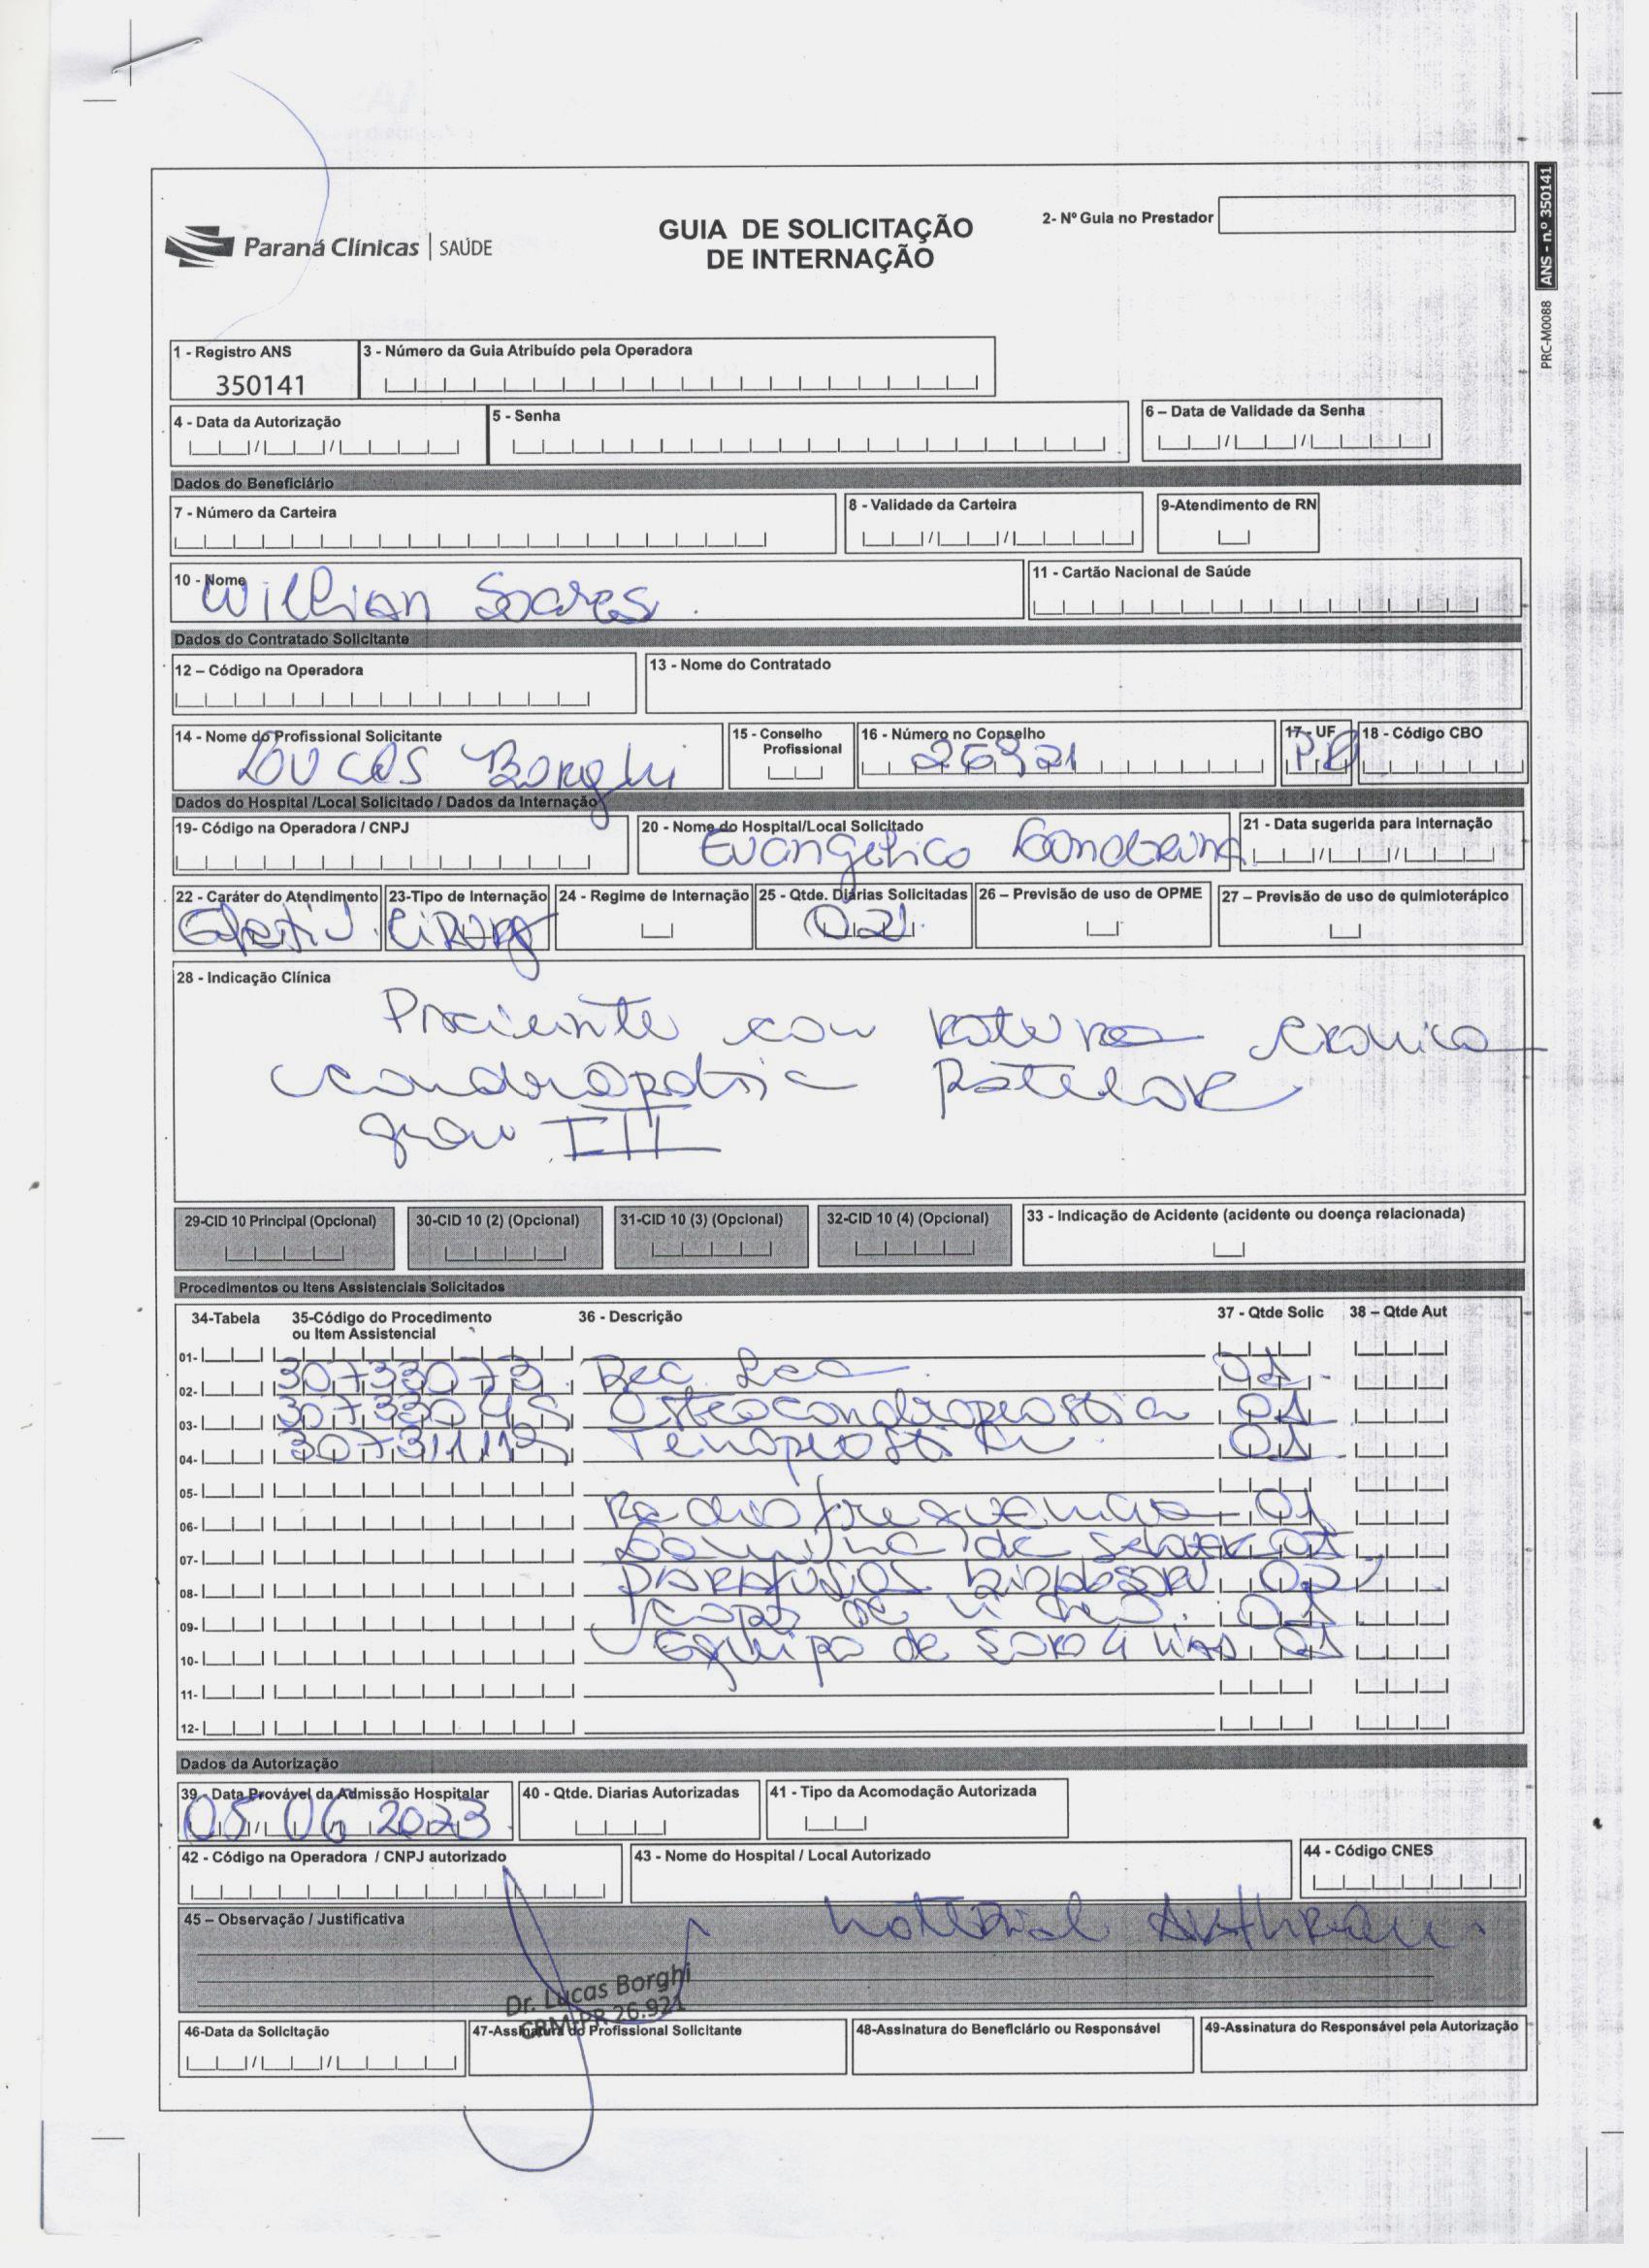 ANS - n.º 350141
PRC-M0088
Paraná Clínicas | SAÚDE
GUIA DE SOLICITAÇÃO
DE INTERNAÇÃO
2- Nº Guia no Prestador
1 - Registro ANS
350141
3 - Número da Guia Atribuído pela Operadora
4 - Data da Autorização
5 - Senha
6 – Data de Validade da Senha
Dados do Beneficiário
7 - Número da Carteira
8 - Validade da Carteira
9-Atendimento de RN
10 - Nome
Willian Soares.
11 - Cartão Nacional de Saúde
Dados do Contratado Solicitante
12 – Código na Operadora
13 - Nome do Contratado
14 - Nome do Profissional Solicitante
Lucas Borghi
15 - Conselho
Profissional
16 - Número no Conselho
26921
17 - UF
PR
18 - Código CBO
Dados do Hospital /Local Solicitado / Dados da Internação
19- Código na Operadora / CNPJ
20 - Nome do Hospital/Local Solicitado
Evangélico Londrina
21 - Data sugerida para Internação
22 - Caráter do Atendimento
23-Tipo de Internação
24 - Regime de Internação
25 - Qtde. Diárias Solicitadas
02
26 – Previsão de uso de OPME
27 – Previsão de uso de quimioterápico
28 - Indicação Clínica
Paciente com rotura cronica
condropatia patelar
grau III
29-CID 10 Principal (Opcional)
30-CID 10 (2) (Opcional)
31-CID 10 (3) (Opcional)
32-CID 10 (4) (Opcional)
33 - Indicação de Acidente (acidente ou doença relacionada)
Procedimentos ou Itens Assistenciais Solicitados
34-Tabela
35-Código do Procedimento
ou Item Assistencial
36 - Descrição
37 - Qtde Solic
38 – Qtde Aut
01-
02- 30733073 Rec. Lca 01.
03- 30733045 Osteocondroplastia 01
04- 30731119 Tenoplastia 01
05-
06- Radiofrequencia 01
07- Lamina de shaver 01
08- parafusos 02
09- 01
10- Equipo de soro 4 vias 01
11-
12-
Dados da Autorização
39 - Data Provável da Admissão Hospitalar
05 06 2023
40 - Qtde. Diarias Autorizadas
41 - Tipo da Acomodação Autorizada
42 - Código na Operadora / CNPJ autorizado
43 - Nome do Hospital / Local Autorizado
44 - Código CNES
45 – Observação / Justificativa
Material Arthrex.
Dr. Lucas Borghi
CRM-PR 26.921
46-Data da Solicitação
47-Assinatura do Profissional Solicitante
48-Assinatura do Beneficiário ou Responsável
49-Assinatura do Responsável pela Autorização